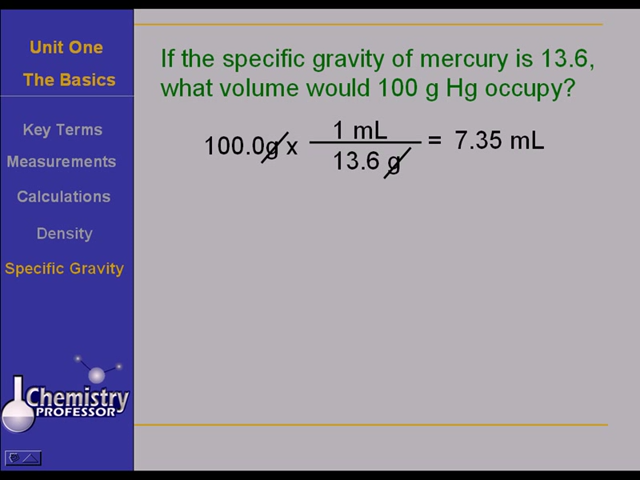 Unit One
The Basics
Key Terms
Measurements
Calculations
Density
Specific Gravity
Chemistry
PROFESSOR
If the specific gravity of mercury is 13.6,
what volume would 100 g Hg occupy?
1 mL
100.0g x = 7.35 mL
13.6 g